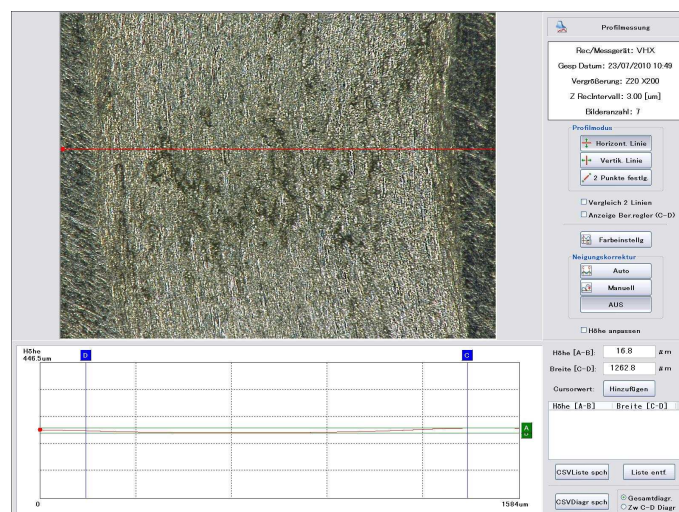 Profilmessung
Rec/Messgerät: VHX
Gesp Datum: 23/07/2010 10:49
Vergrößerung: Z20 X200
Z RecIntervall: 3.00 [um]
Bilderanzahl: 7
Profilmodus
Horizont. Linie
Vertik. Linie
2 Punkte festlg.
Vergleich 2 Linien
Anzeige Ber.regler (C-D)
Farbeinstellg
Neigungskorrektur
Auto
Manuell
AUS
Höhe anpassen
Höhe
446.5um
D
C
A
0
1584um
Höhe [A-B]: 16.8 µm
Breite [C-D]: 1262.8 µm
Cursorwert: Hinzufügen
Höhe [A-B] Breite [C-D]
CSVListe spch Liste entf.
CSVDiagr spch
Gesamtdiagr.
Zw C-D Diagr